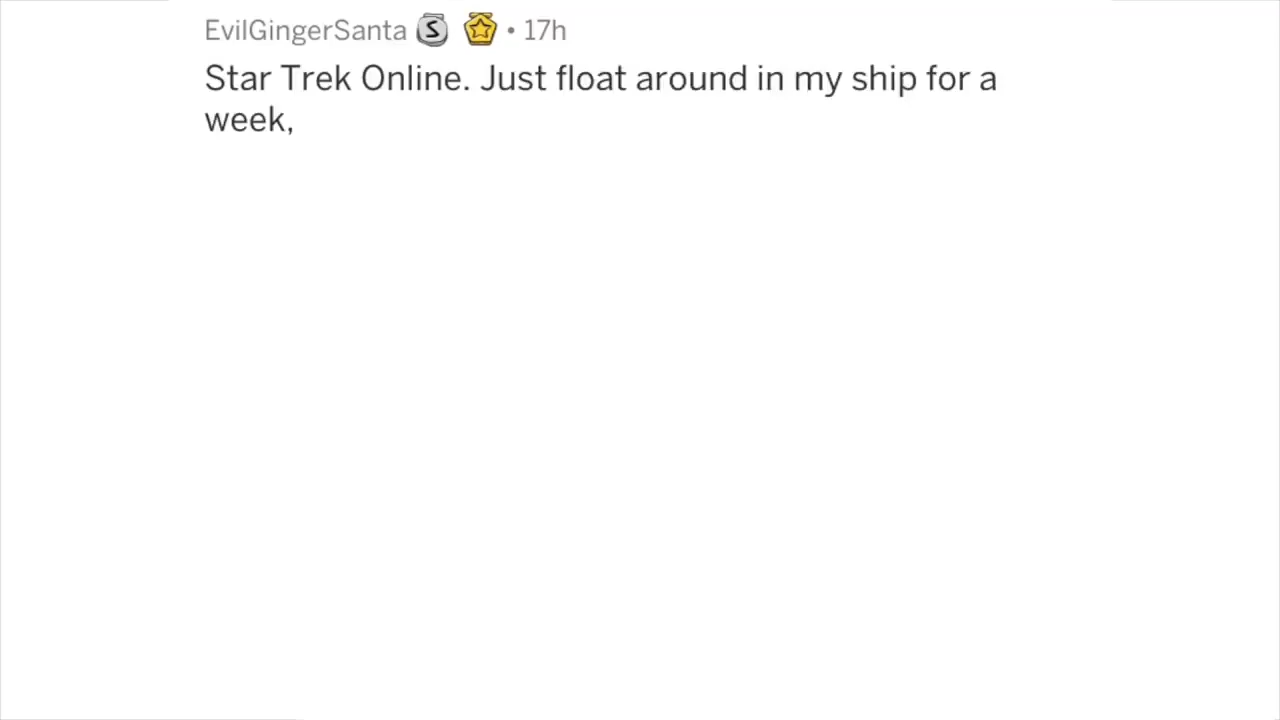 EvilGingerSanta S • 17h
Star Trek Online. Just float around in my ship for a
week,